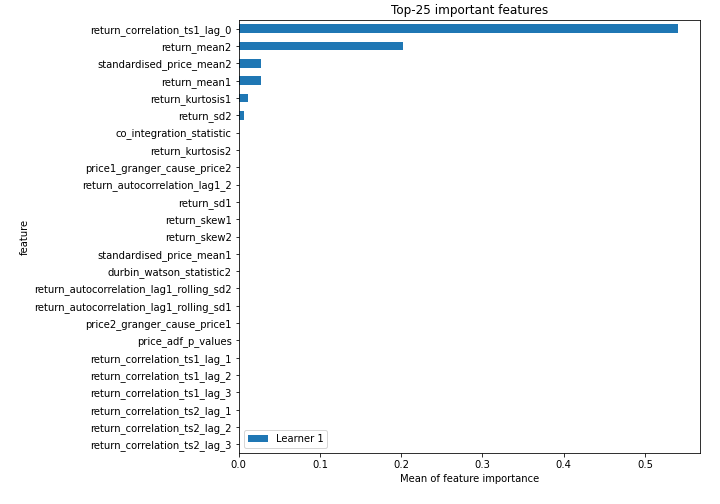 Top-25 important features
return_correlation_ts1_lag_0
return_mean2
standardised_price_mean2
return_mean1
return_kurtosis1
return_sd2
co_integration_statistic
return_kurtosis2
price1_granger_cause_price2
return_autocorrelation_lag1_2
return_sd1
return_skew1
return_skew2
standardised_price_mean1
durbin_watson_statistic2
return_autocorrelation_lag1_rolling_sd2
return_autocorrelation_lag1_rolling_sd1
price2_granger_cause_price1
price_adf_p_values
return_correlation_ts1_lag_1
return_correlation_ts1_lag_2
return_correlation_ts1_lag_3
return_correlation_ts2_lag_1
return_correlation_ts2_lag_2
return_correlation_ts2_lag_3
feature
Learner 1
0.0 0.1 0.2 0.3 0.4 0.5
Mean of feature importance